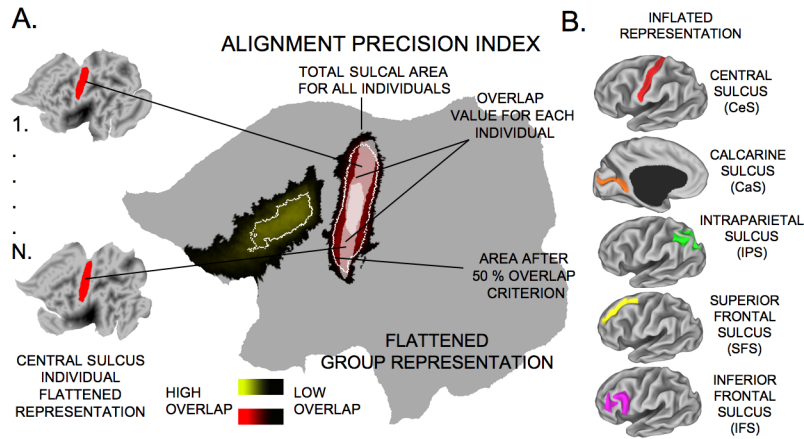 A.
ALIGNMENT PRECISION INDEX
TOTAL SULCAL AREA
FOR ALL INDIVIDUALS
OVERLAP
VALUE FOR EACH
INDIVIDUAL
1.
.
.
.
.
N.
AREA AFTER
50 % OVERLAP
CRITERION
FLATTENED
GROUP REPRESENTATION
CENTRAL SULCUS
INDIVIDUAL
FLATTENED
REPRESENTATION
HIGH
OVERLAP
LOW
OVERLAP
B.
INFLATED
REPRESENTATION
CENTRAL
SULCUS
(CeS)
CALCARINE
SULCUS
(CaS)
INTRAPARIETAL
SULCUS
(IPS)
SUPERIOR
FRONTAL
SULCUS
(SFS)
INFERIOR
FRONTAL
SULCUS
(IFS)